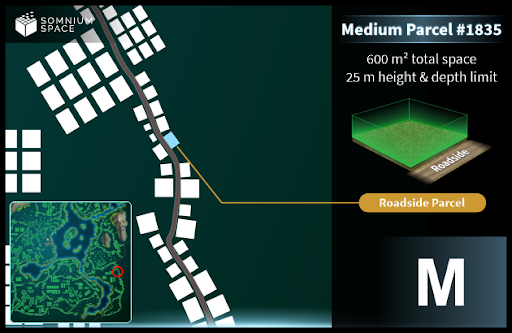 SOMNIUM
SPACE
Medium Parcel #1835
600 m² total space
25 m height & depth limit
Roadside
Roadside Parcel
M